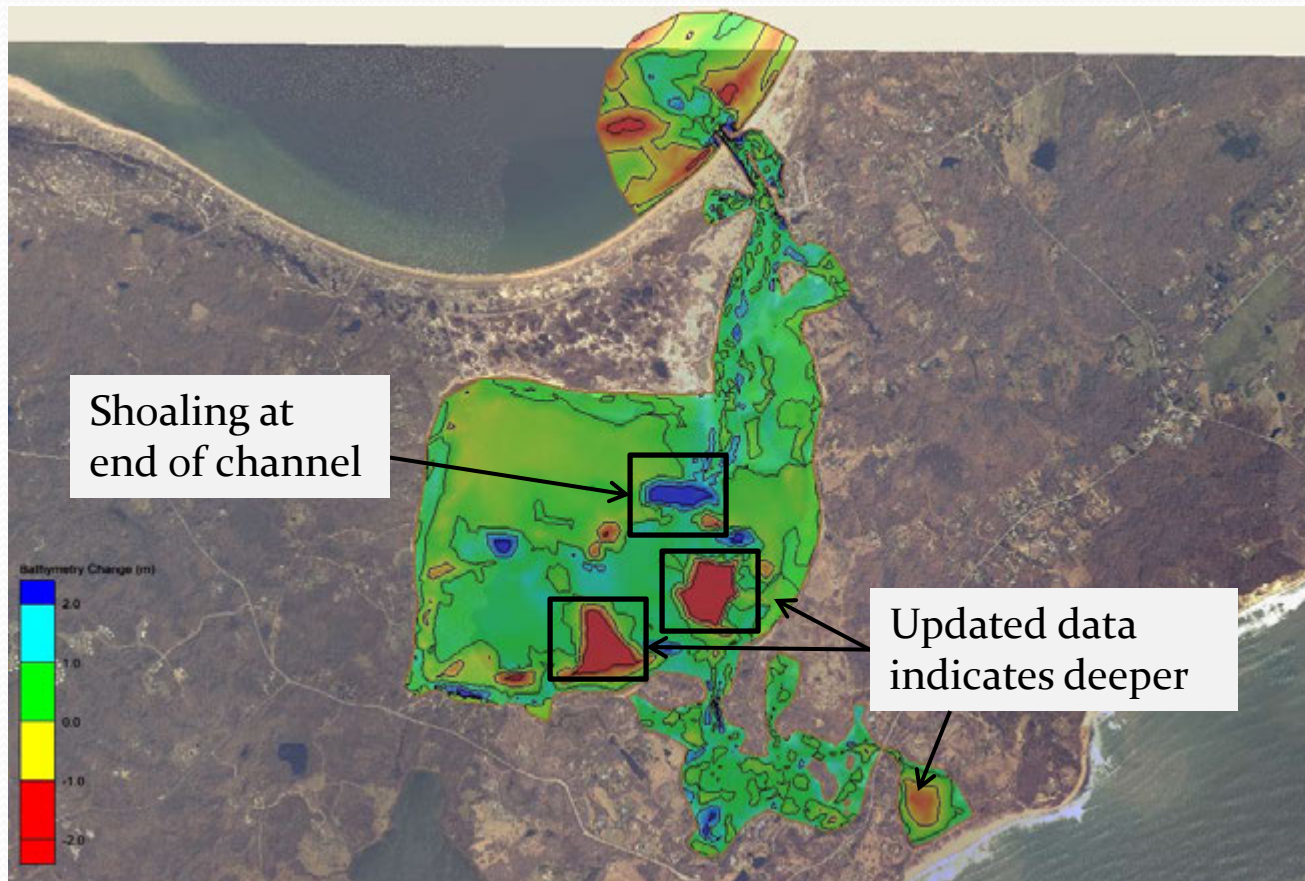 Shoaling at
end of channel
Bathymetry Change (m)
2.0
1.0
0.0
-1.0
-2.0
Updated data
indicates deeper